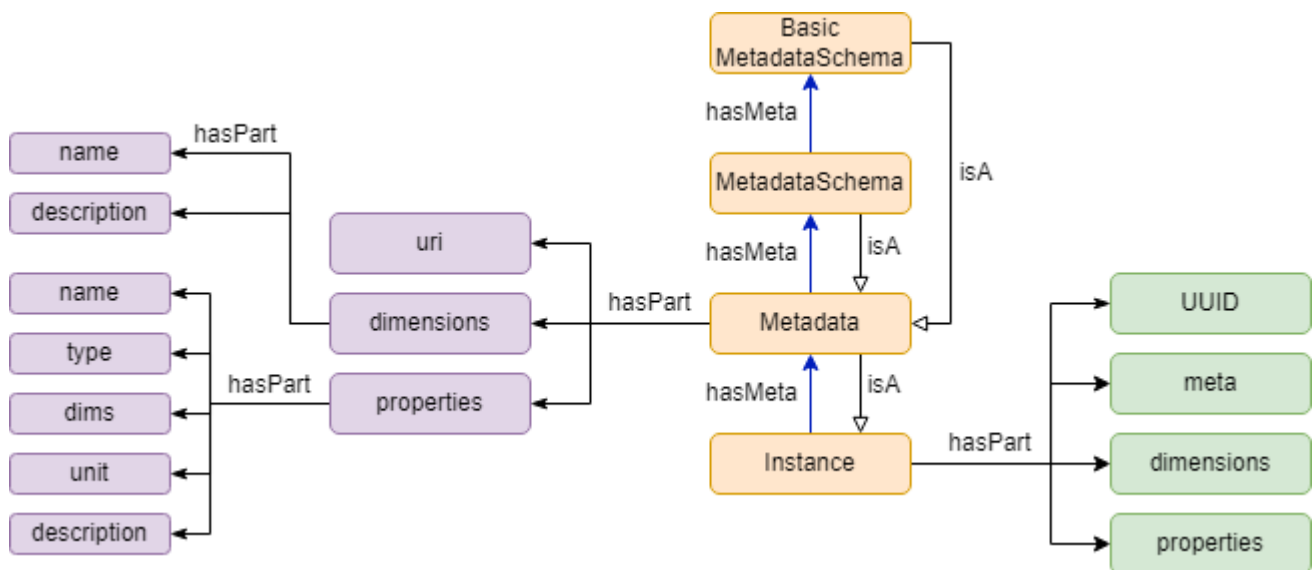 Basic
MetadataSchema
hasMeta
hasPart
name
isA
MetadataSchema
description
uri
hasMeta
isA
name
UUID
hasPart
dimensions
Metadata
type
hasPart
hasMeta
isA
meta
properties
dims
hasPart
unit
Instance
dimensions
description
properties